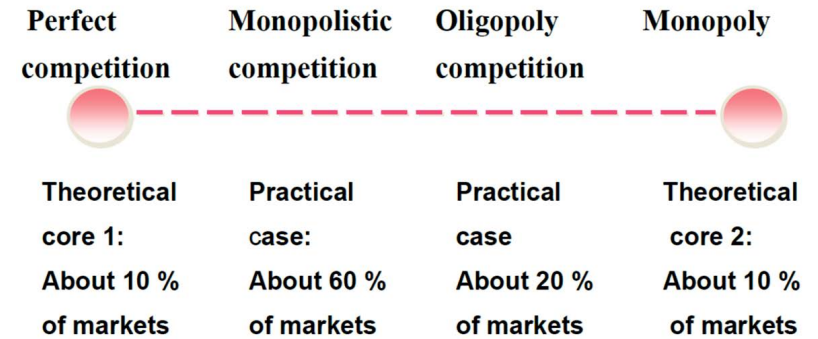 Perfect
competition
Monopolistic
competition
Oligopoly
competition
Monopoly
Theoretical
core 1:
About 10 %
of markets
Practical
case:
About 60 %
of markets
Practical
case
About 20 %
of markets
Theoretical
core 2:
About 10 %
of markets